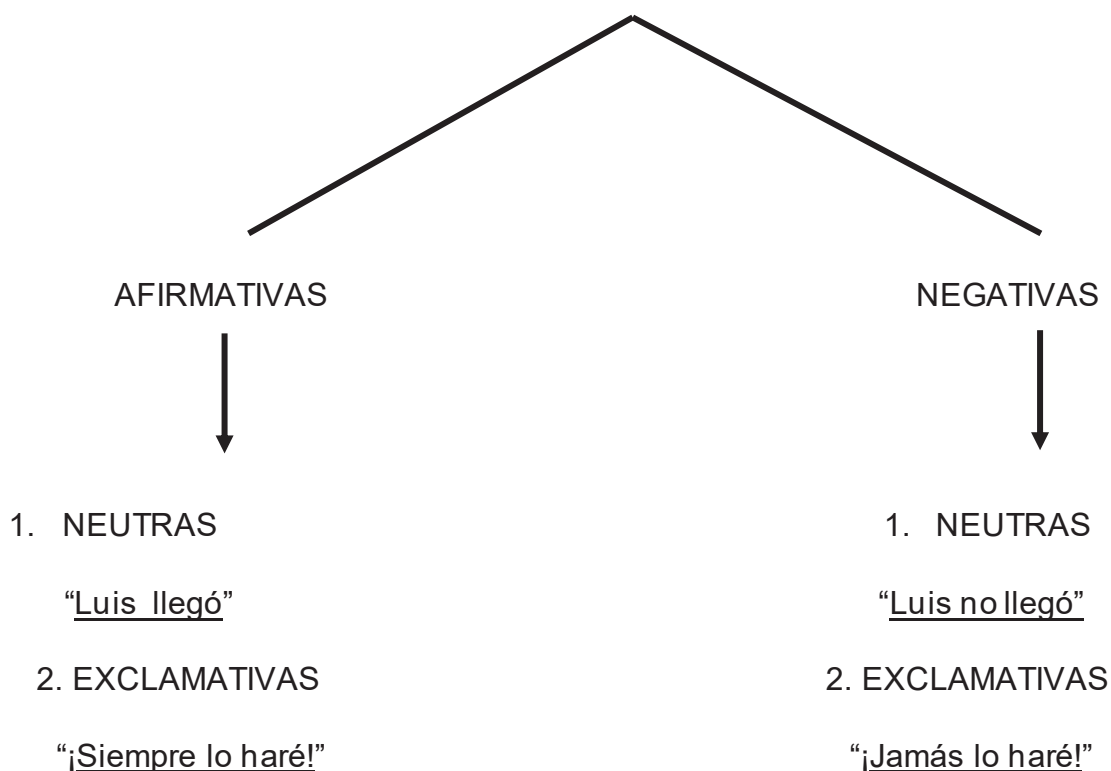 AFIRMATIVAS
NEGATIVAS
1. NEUTRAS
1. NEUTRAS
“Luis llegó”
“Luis no llegó”
2. EXCLAMATIVAS
2. EXCLAMATIVAS
“¡Siempre lo haré!”
“¡Jamás lo haré!”